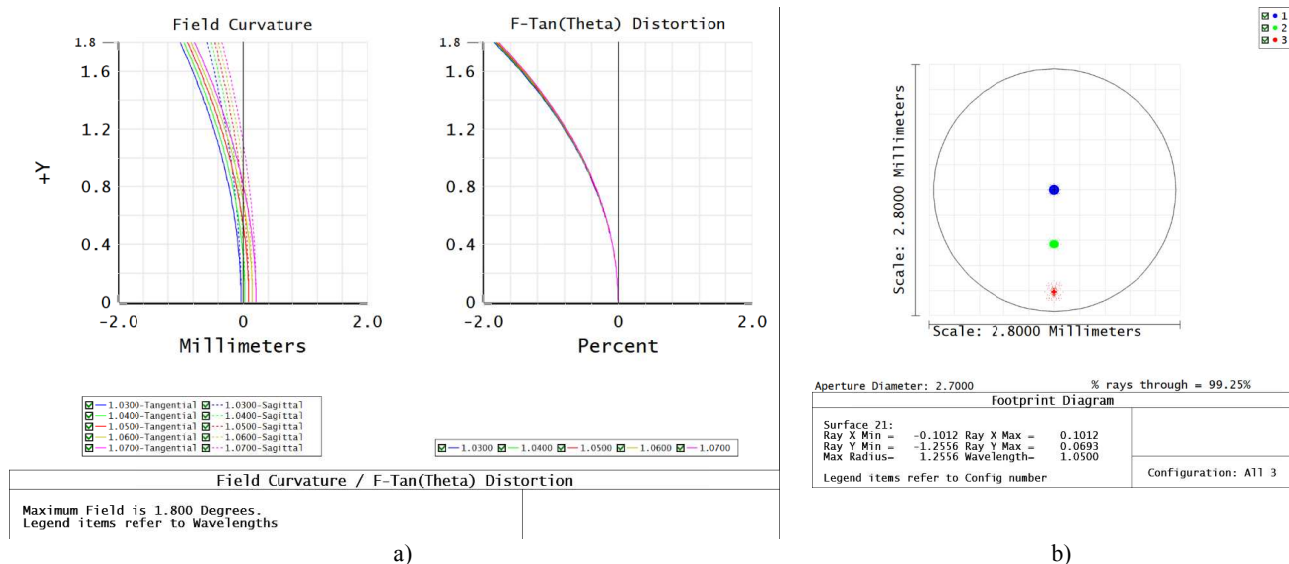 Field Curvature
1.8
1.6
1.2
0.8
0.4
0
+Y
-2.0 0 2.0
Millimeters
1.0300-Tangential 1.0300-Sagittal
1.0400-Tangential 1.0400-Sagittal
1.0500-Tangential 1.0500-Sagittal
1.0600-Tangential 1.0600-Sagittal
1.0700-Tangential 1.0700-Sagittal
F-Tan(Theta) Distortion
1.8
1.6
1.2
0.8
0.4
0
-2.0 0 2.0
Percent
1.0300 1.0400 1.0500 1.0600 1.0700
Field Curvature / F-Tan(Theta) Distortion
Maximum Field is 1.800 Degrees.
Legend items refer to Wavelengths
a)
1
2
3
Scale: 2.8000 Millimeters
Scale: 2.8000 Millimeters
Aperture Diameter: 2.7000 % rays through = 99.25%
Footprint Diagram
Surface 21:
Ray X Min = -0.1012 Ray X Max = 0.1012
Ray Y Min = -1.2556 Ray Y Max = 0.0693
Max Radius= 1.2556 Wavelength= 1.0500
Legend items refer to Config number
Configuration: All 3
b)